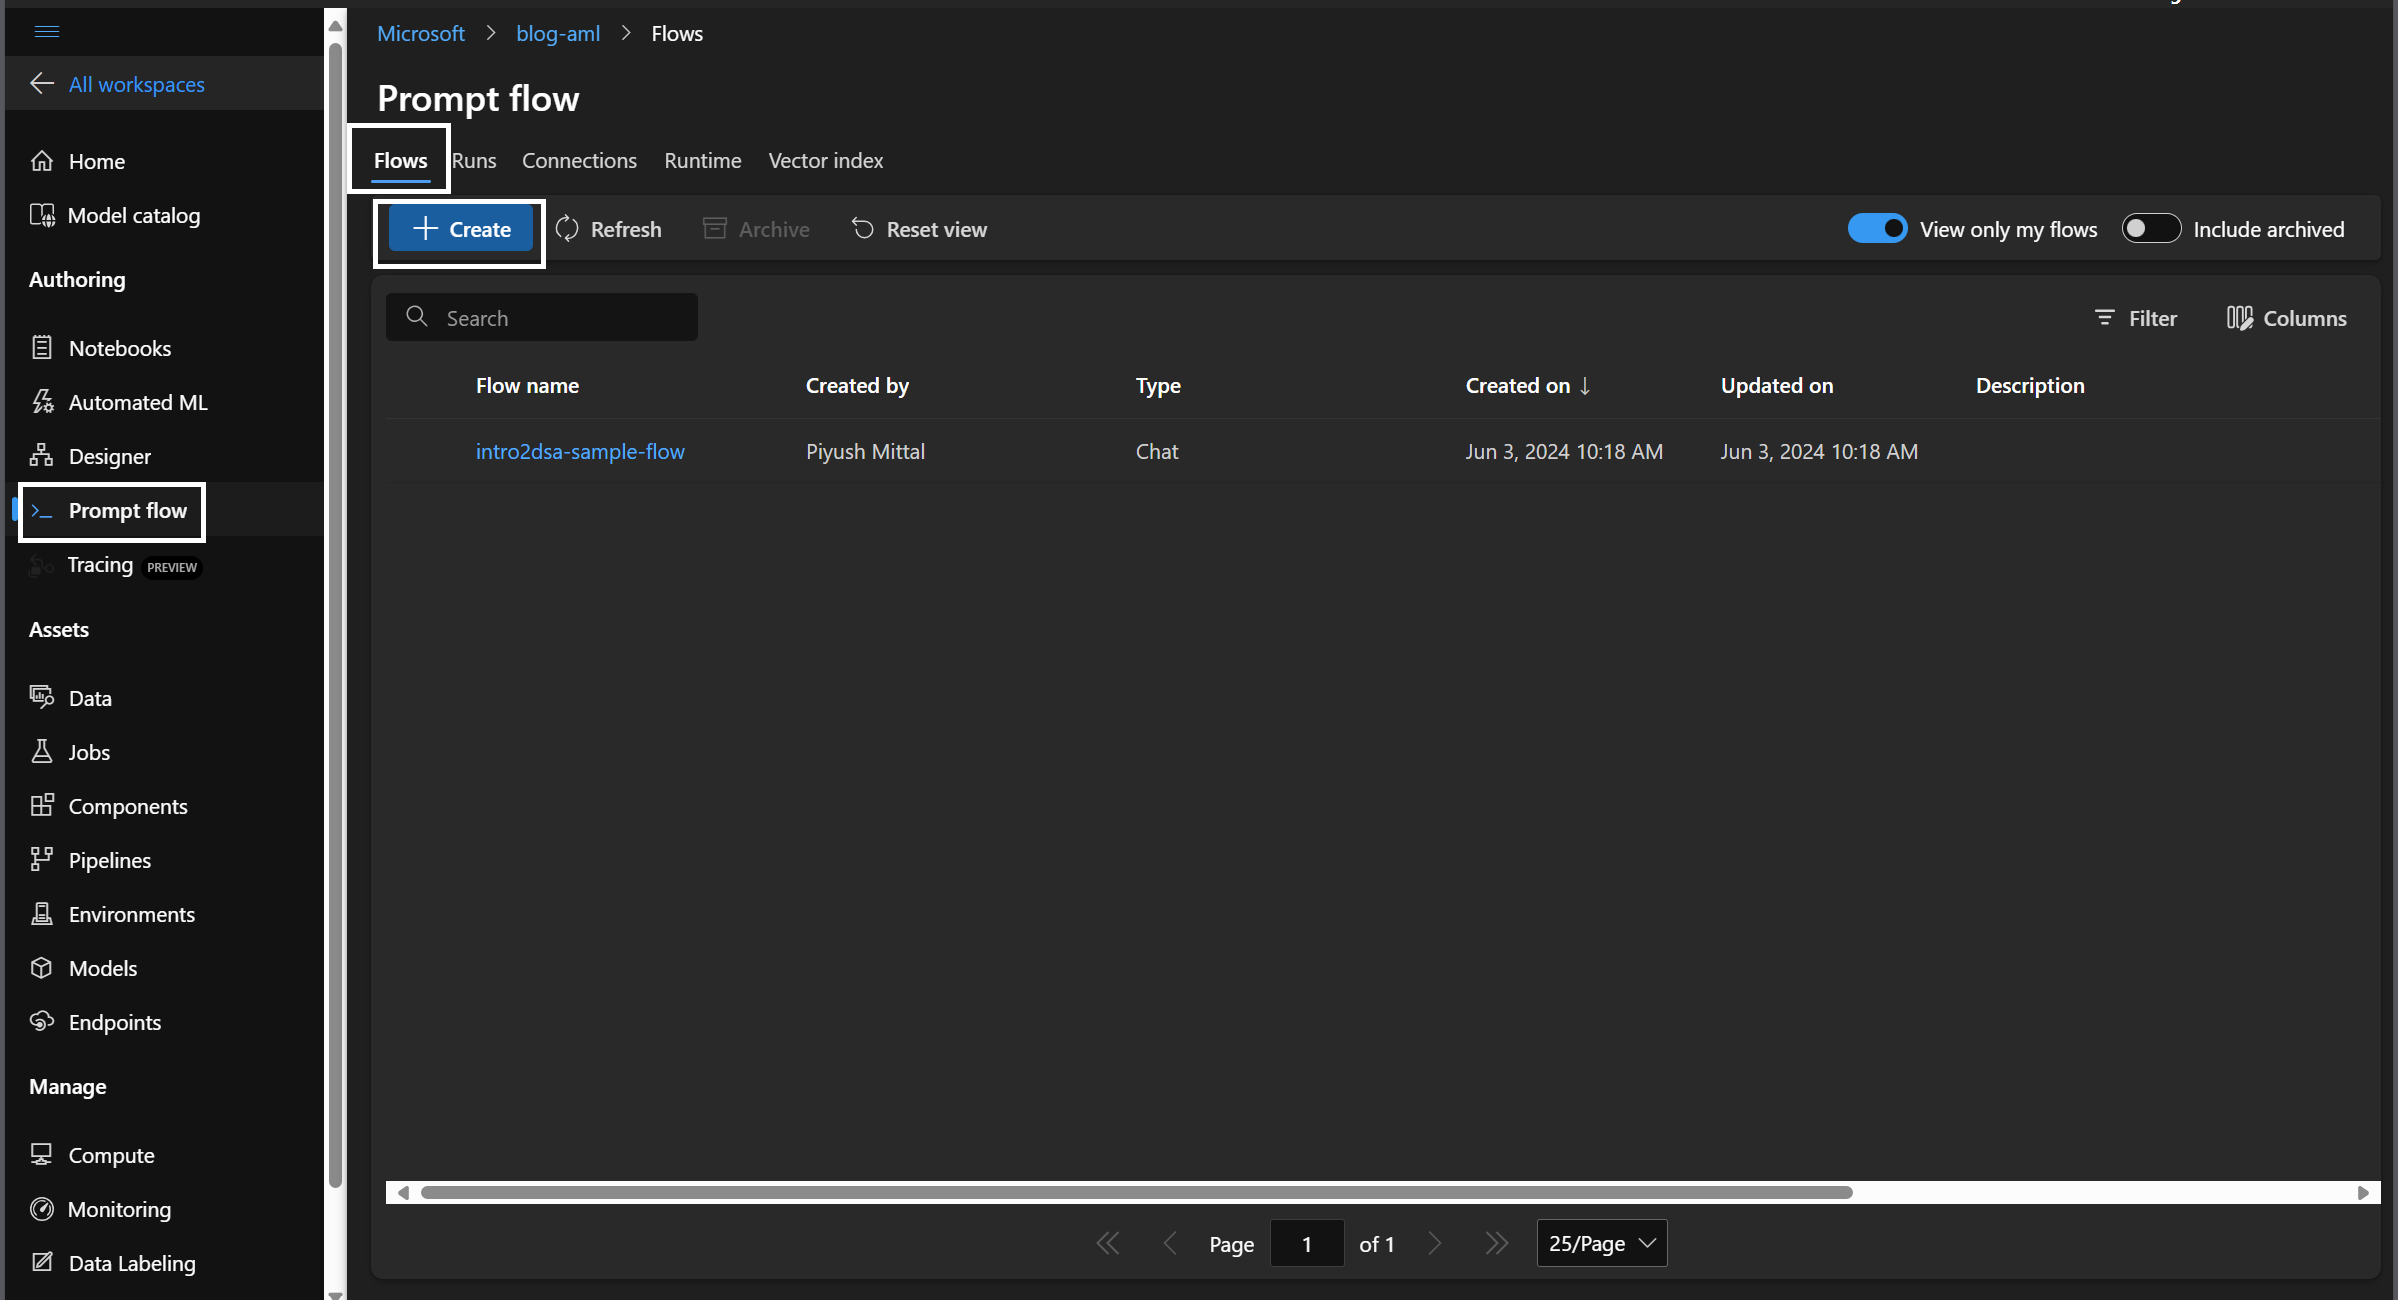 All workspaces
Home
Model catalog
Authoring
Notebooks
Automated ML
Designer
Prompt flow
Tracing PREVIEW
Assets
Data
Jobs
Components
Pipelines
Environments
Models
Endpoints
Manage
Compute
Monitoring
Data Labeling
Microsoft > blog-aml > Flows
Prompt flow
Flows Runs Connections Runtime Vector index
Create Refresh Archive Reset view View only my flows Include archived
Search Filter Columns
Flow name Created by Type Created on ↓ Updated on Description
intro2dsa-sample-flow Piyush Mittal Chat Jun 3, 2024 10:18 AM Jun 3, 2024 10:18 AM
Page 1 of 1 25/Page